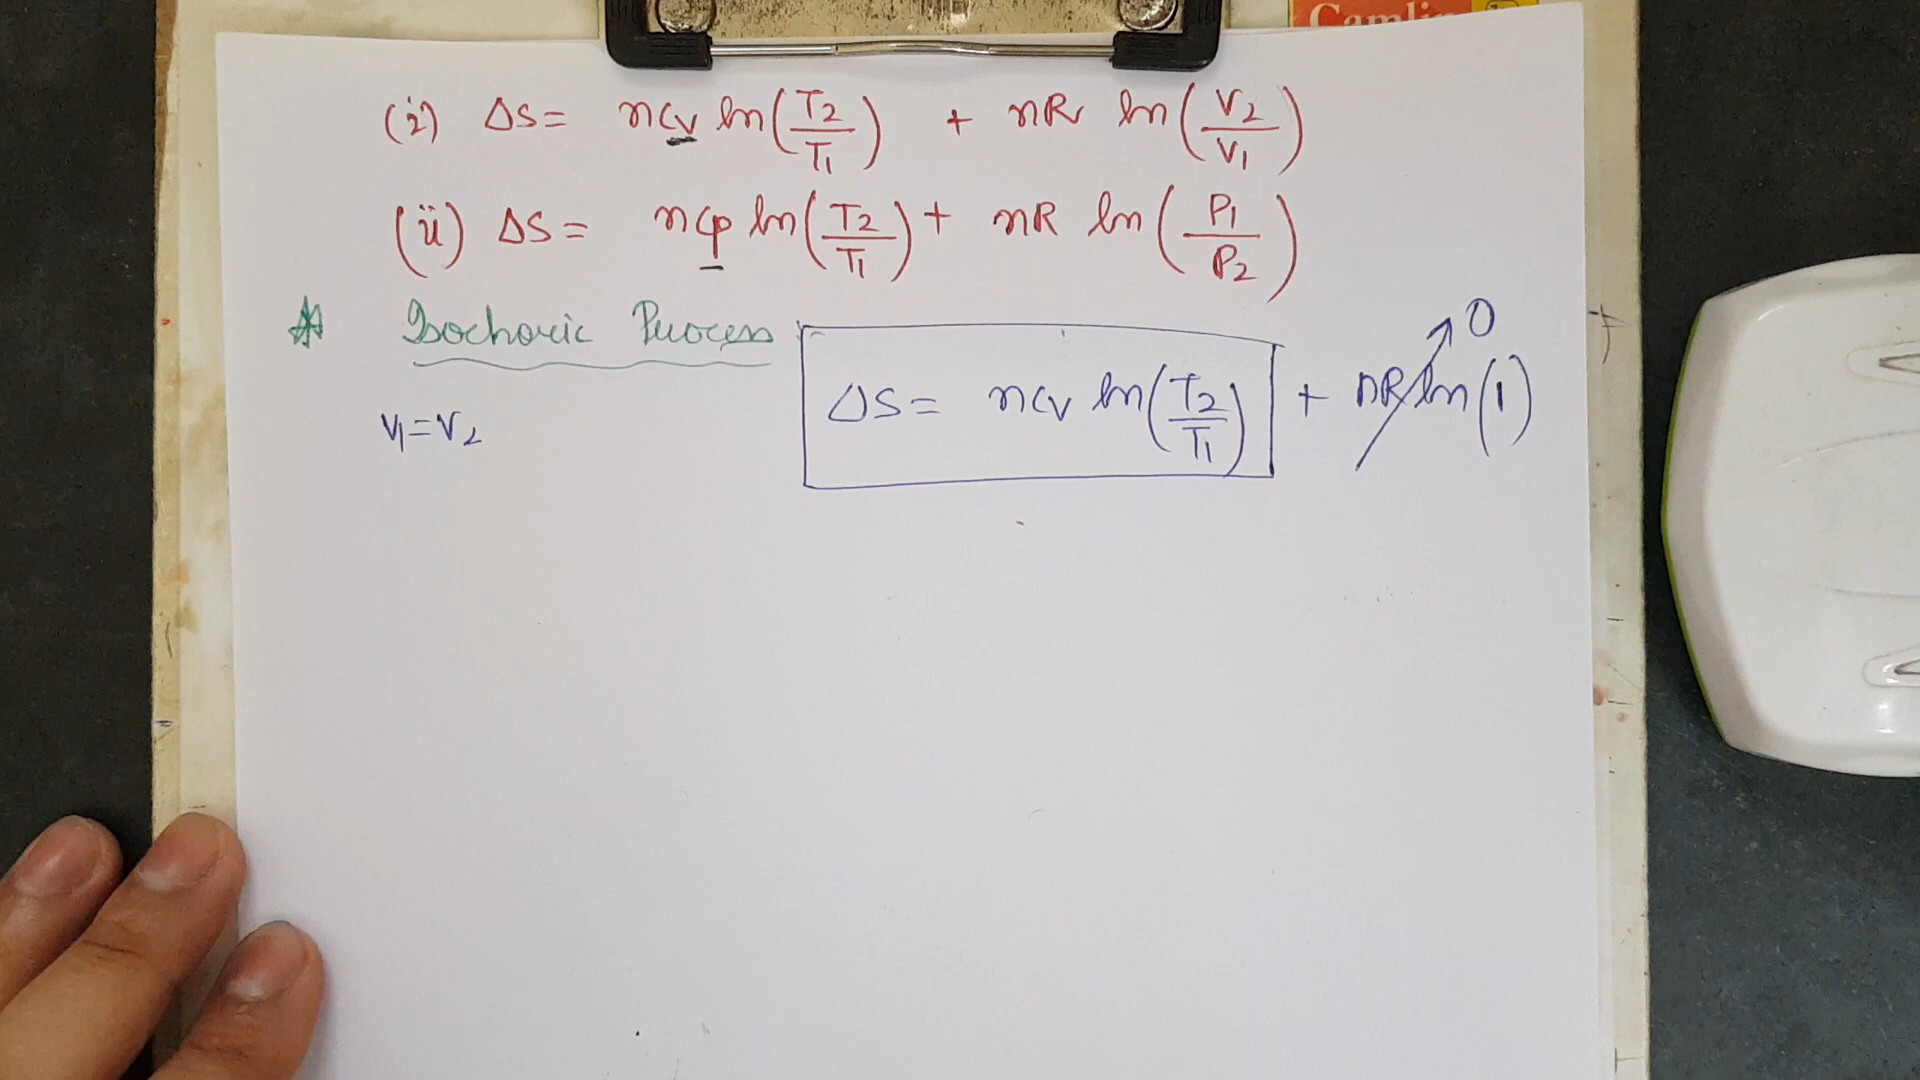 Camlin
(i) ΔS = nCv ln(T2/T1) + nR ln(V2/V1)
(ii) ΔS = nCp ln(T2/T1) + nR ln(P1/P2)
Isochoric Process :-
ΔS = nCv ln(T2/T1) + nR ln(1) ↗ 0
V1 = V2